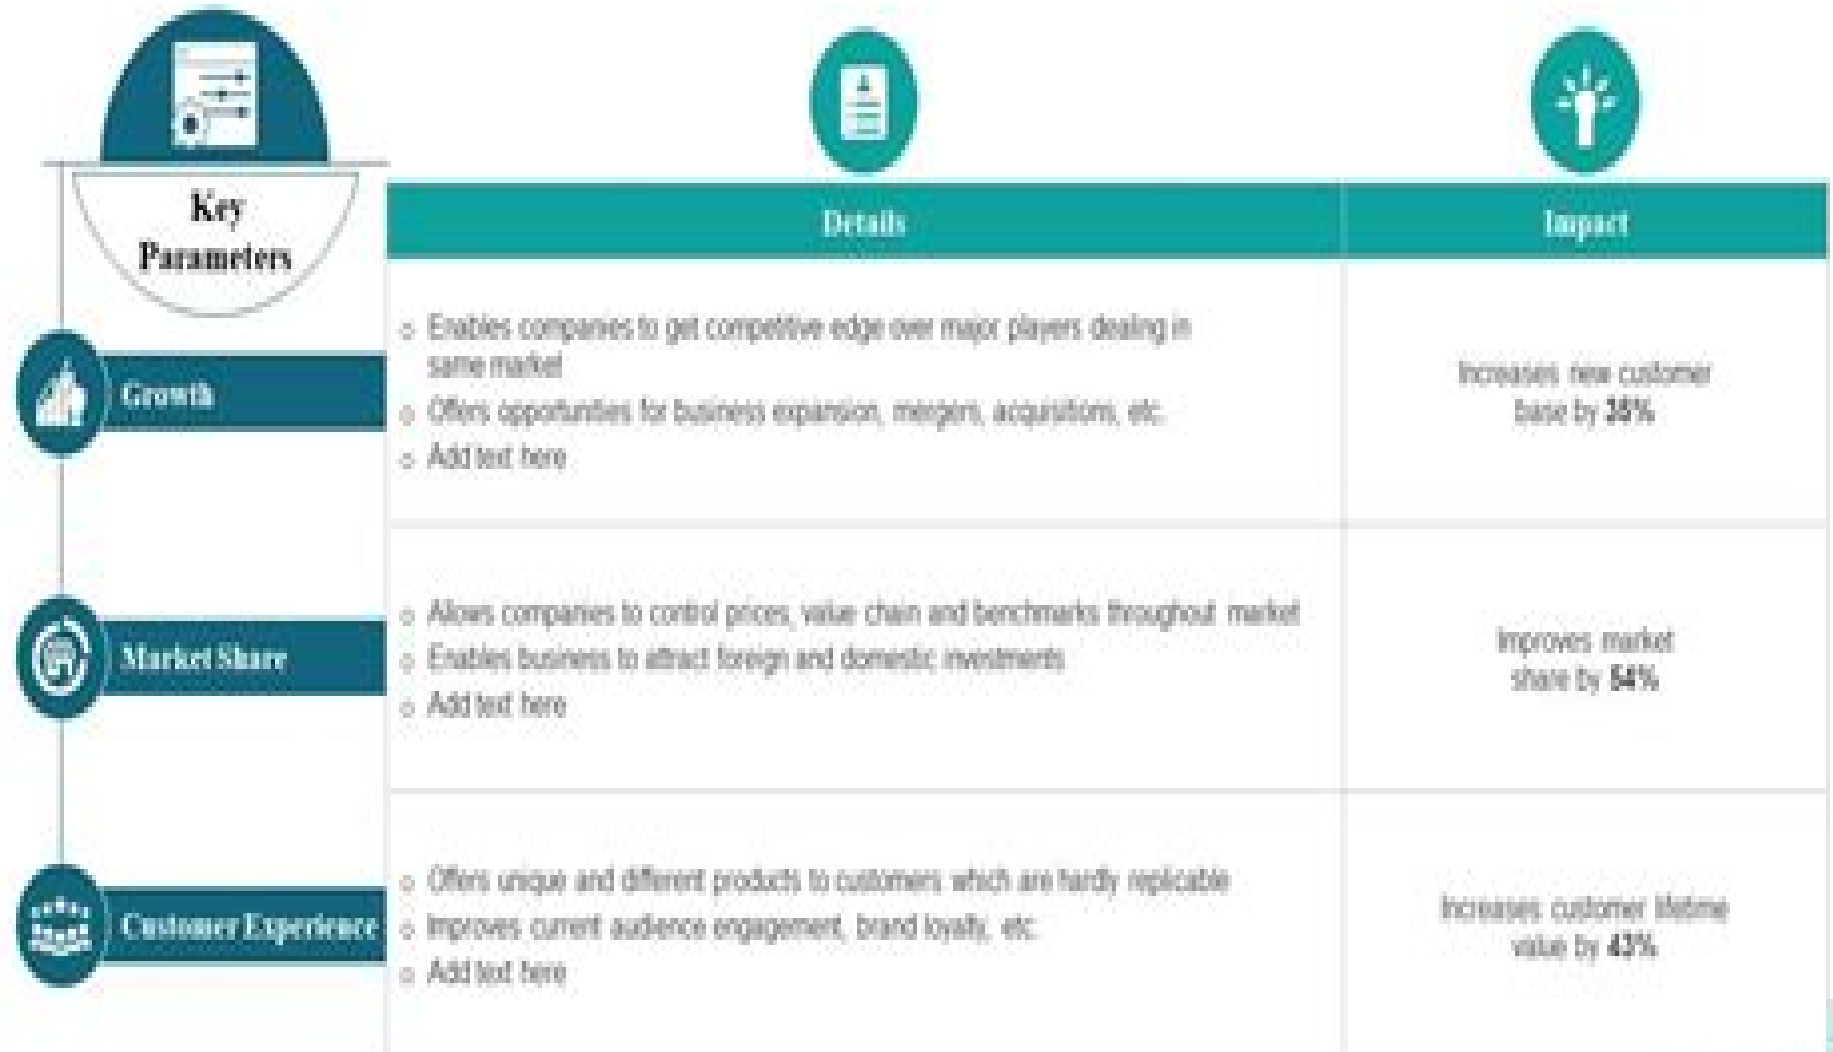 Key
Parameters
Details
Impact
Growth
Enables companies to get competitive edge over major players dealing in
same market
Offers opportunities for business expansion, mergers, acquisitions, etc.
Add text here
Increases new customer
base by
Market Share
Allows companies to control prices, value chain and benchmarks throughout market
Enables business to attract foreign and domestic investments
Add text here
Improves market
share by
Customer Experience
Offers unique and different products to customers which are hardly replicable
Improves current audience engagement, brand loyalty, etc.
Add text here
Increases customer lifetime
value by 43%